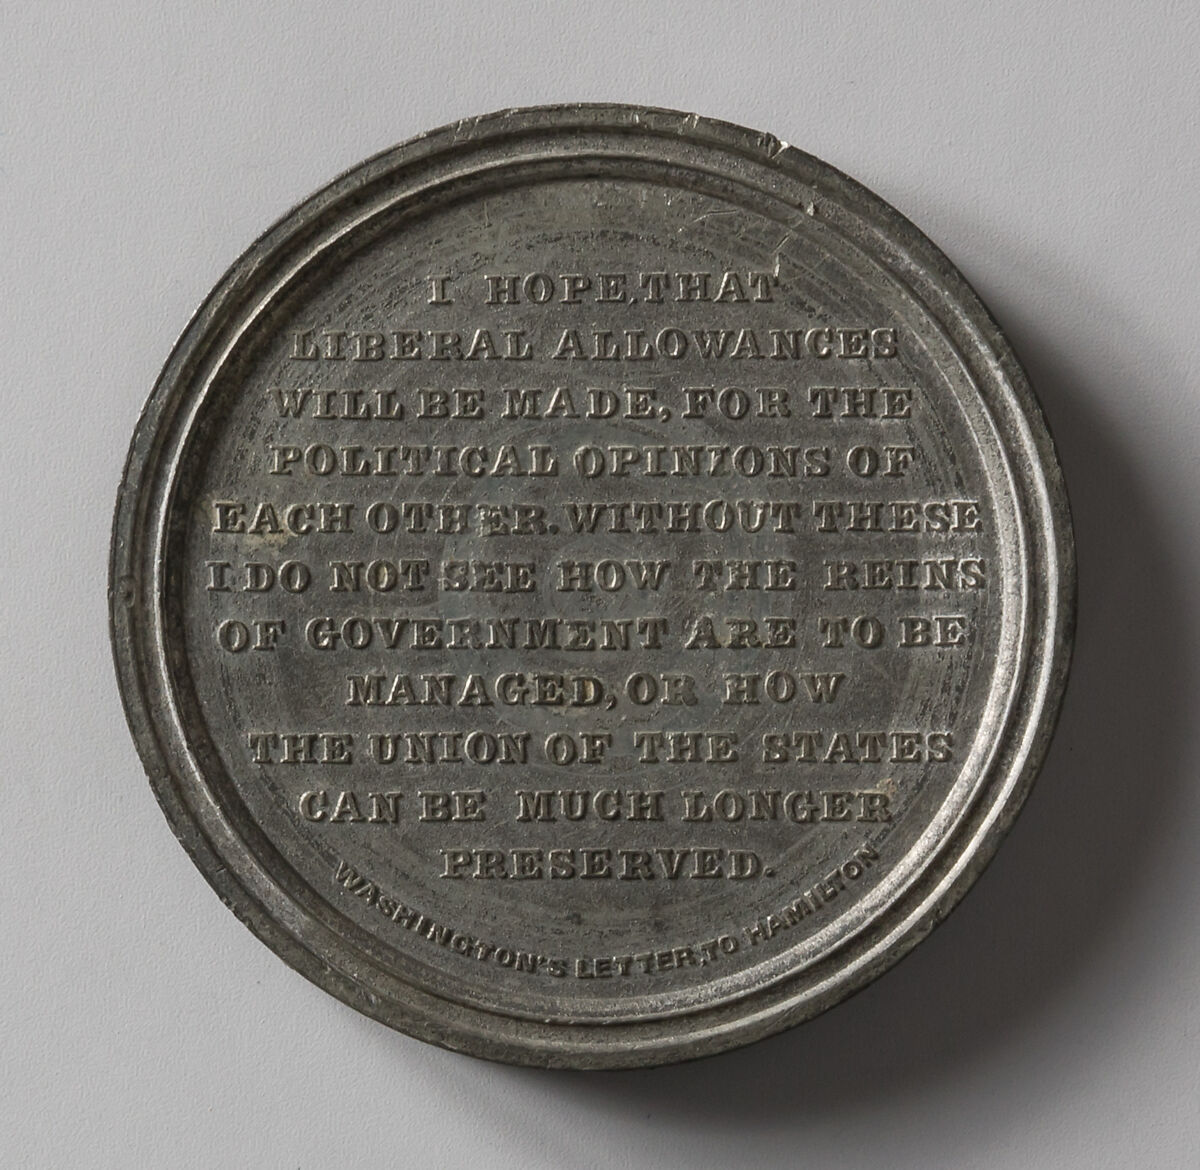 I HOPE, THAT
LIBERAL ALLOWANCES
WILL BE MADE, FOR THE
POLITICAL OPINIONS OF
EACH OTHER. WITHOUT THESE
I DO NOT SEE HOW THE REINS
OF GOVERNMENT ARE TO BE
MANAGED, OR HOW
THE UNION OF THE STATES
CAN BE MUCH LONGER
PRESERVED.
WASHINGTON'S LETTER, TO HAMILTON